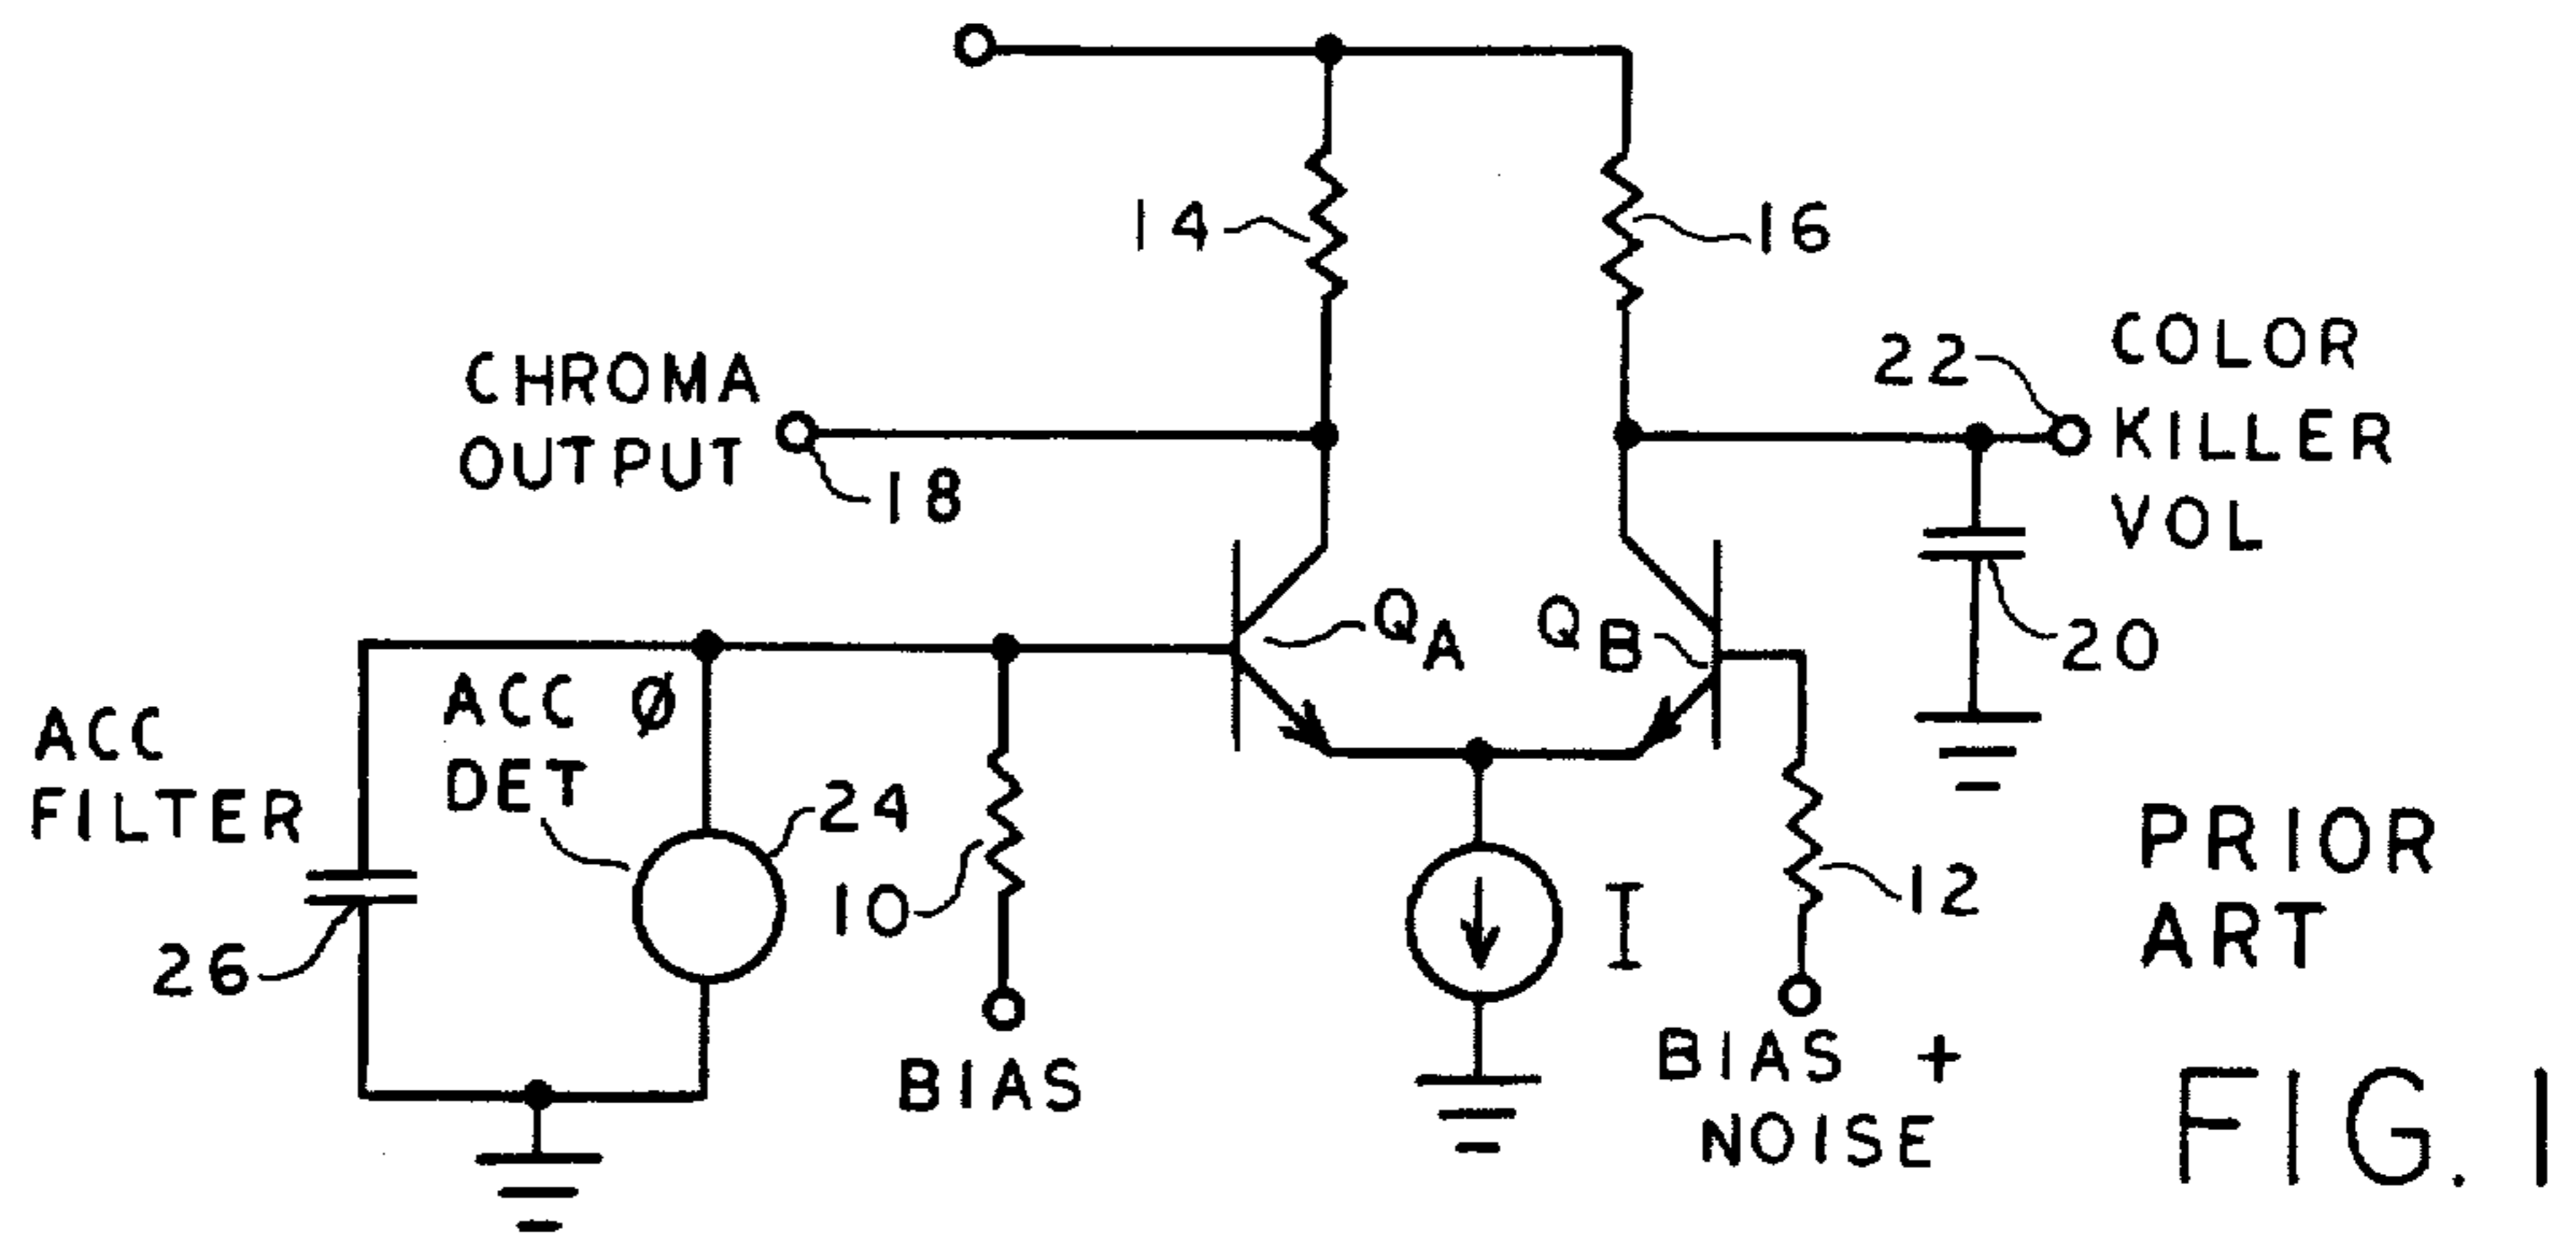 14
16
CHROMA
OUTPUT
18
22
COLOR
KILLER
VOL
QA
QB
20
ACC
FILTER
ACC Ø
DET
24
10
26
I
12
BIAS
BIAS +
NOISE
PRIOR
ART
FIG. 1